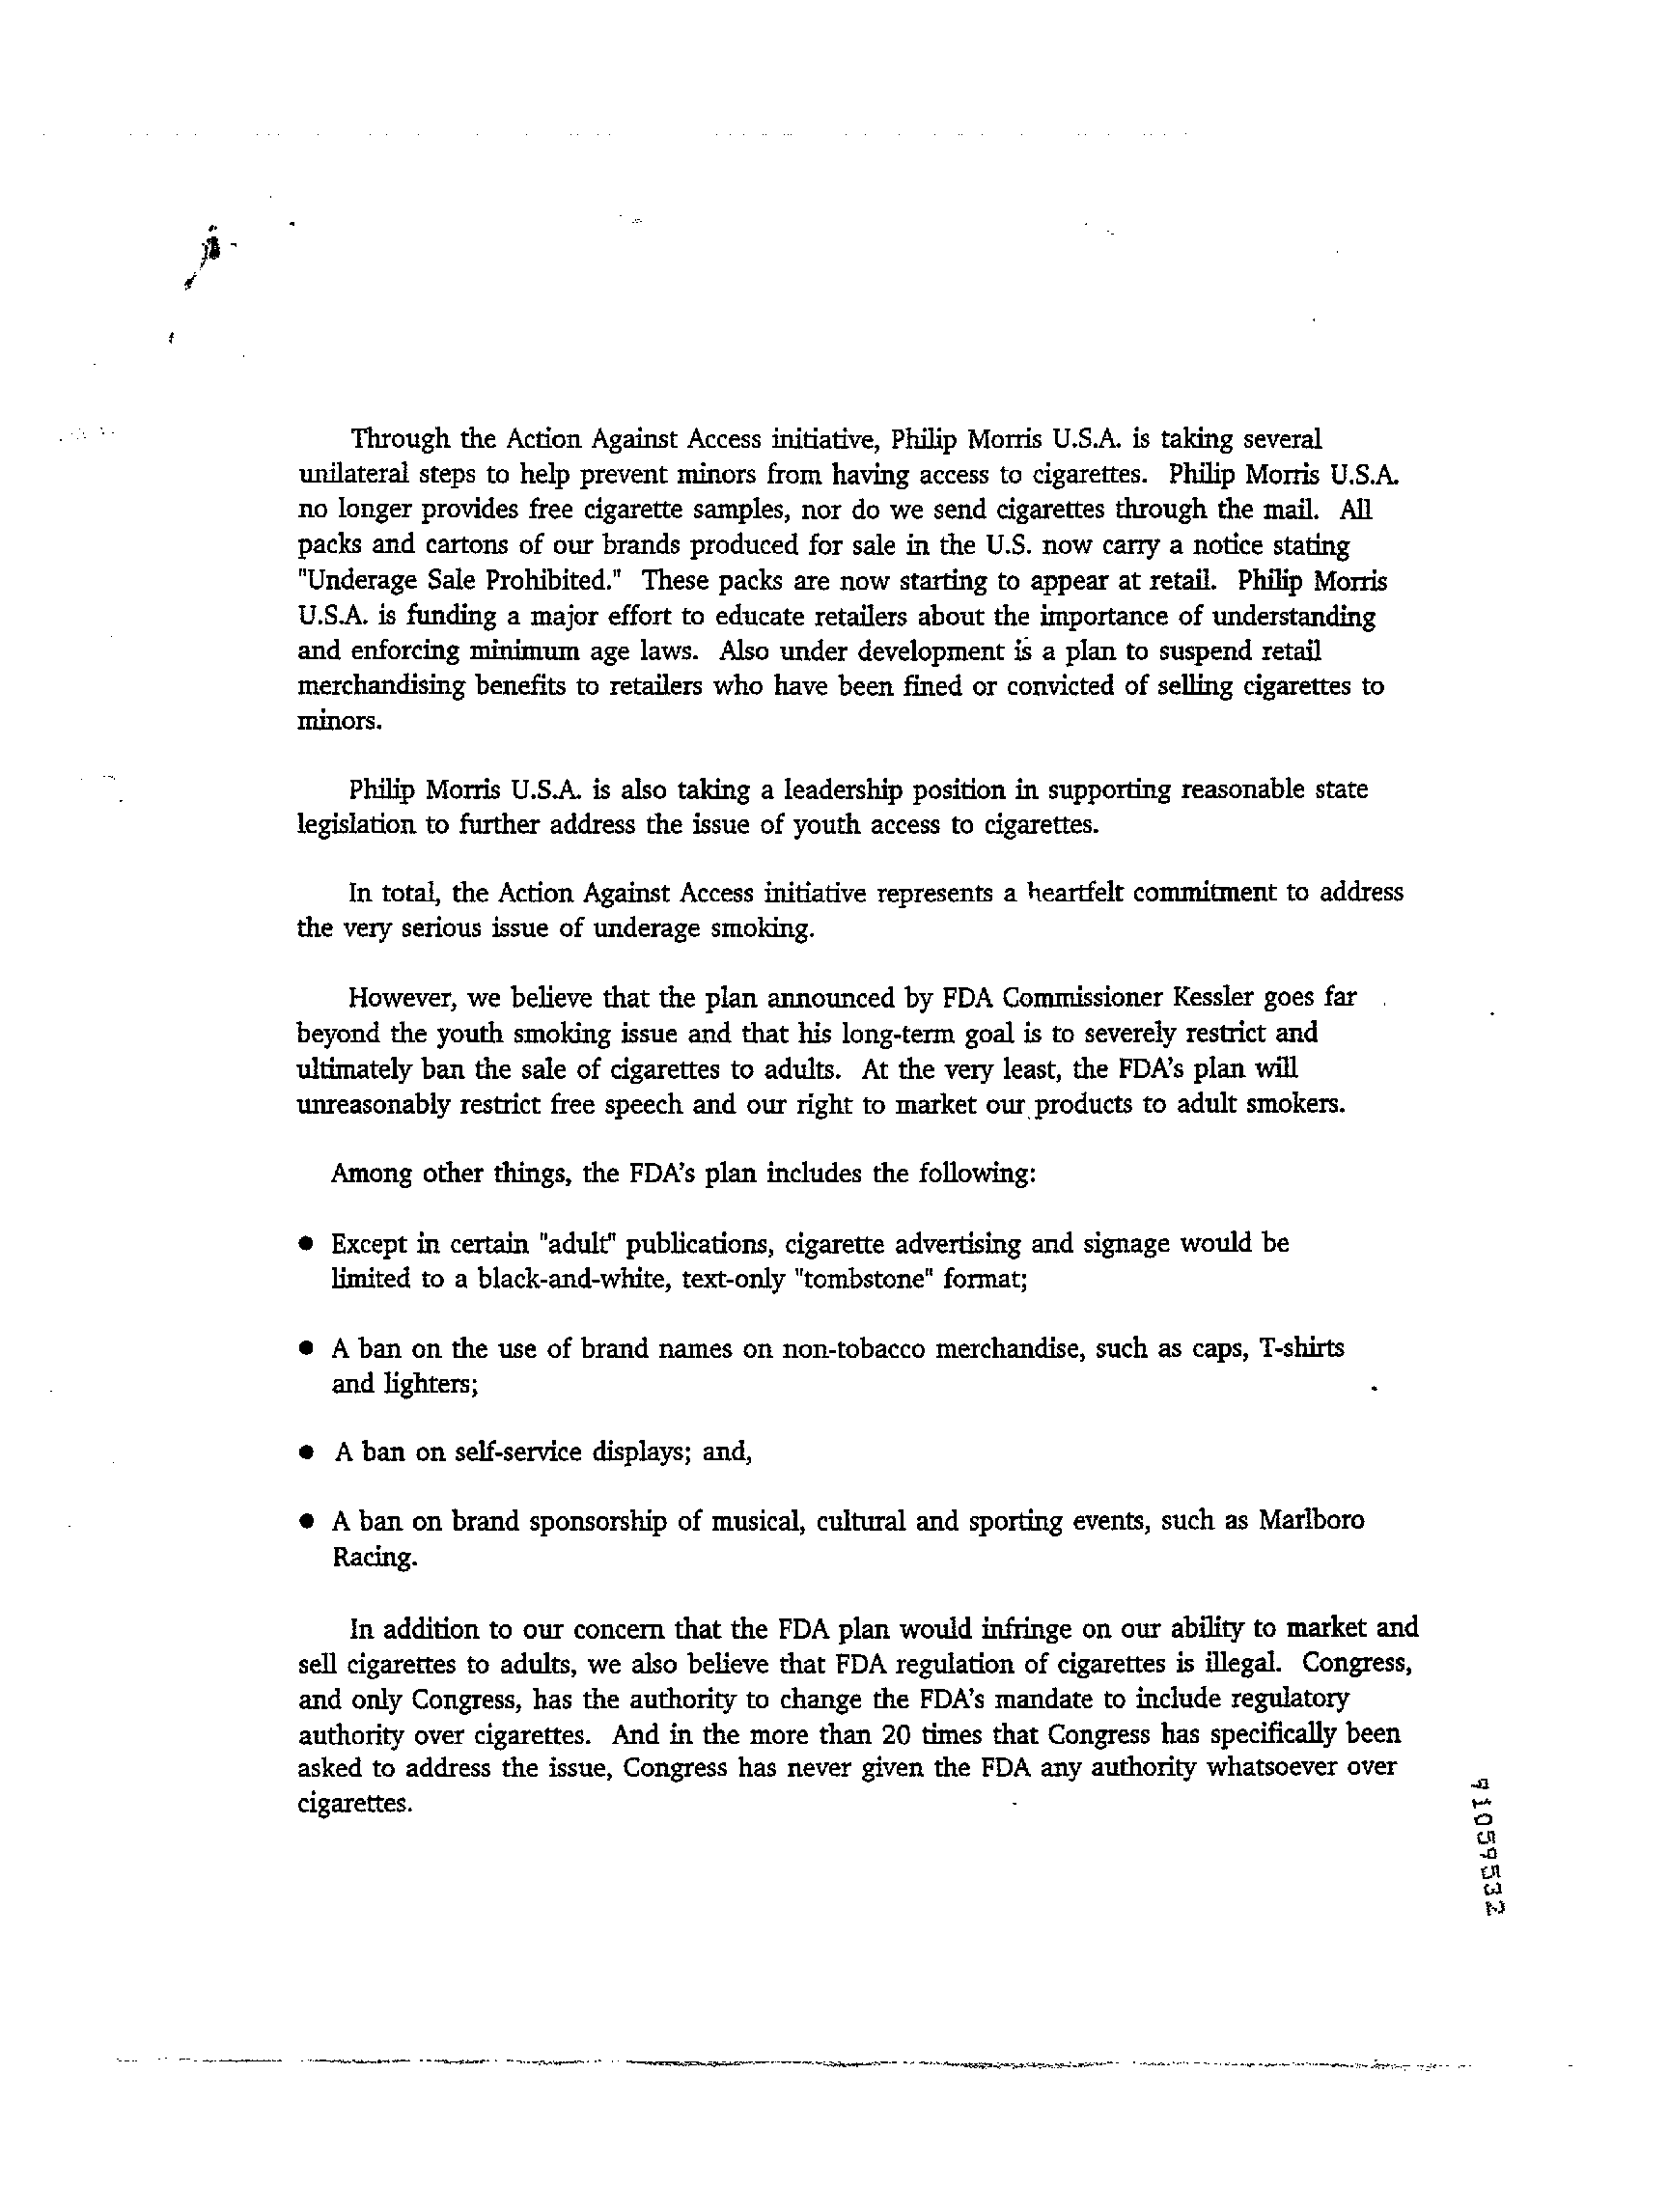 Through the Action Against Access initiative, Philip Morris U.S.A. is taking several
unilateral steps to help prevent minors from having access to cigarettes. Philip Morris U.S.A.
no longer provides free cigarette samples, nor do we send cigarettes through the mail. All
packs and cartons of our brands produced for sale in the U.S. now carry a notice stating
"Underage Sale Prohibited." These packs are now starting to appear at retail. Philip Morris
U.S.A. is funding a major effort to educate retailers about the importance of understanding
and enforcing minimum age laws. Also under development is a plan to suspend retail
merchandising benefits to retailers who have been fined or convicted of selling cigarettes to
minors.
Philip Morris U.S.A. is also taking a leadership position in supporting reasonable state
legislation to further address the issue of youth access to cigarettes.
In total, the Action Against Access initiative represents a heartfelt commitment to address
the very serious issue of underage smoking.
However, we believe that the plan announced by FDA Commissioner Kessler goes far
beyond the youth smoking issue and that his long-term goal is to severely restrict and
ultimately ban the sale of cigarettes to adults. At the very least, the FDA's plan will
unreasonably restrict free speech and our right to market our products to adult smokers.
Among other things, the FDA's plan includes the following:
● Except in certain "adult" publications, cigarette advertising and signage would be
limited to a black-and-white, text-only "tombstone" format;
● A ban on the use of brand names on non-tobacco merchandise, such as caps, T-shirts
and lighters;
● A ban on self-service displays; and,
● A ban on brand sponsorship of musical, cultural and sporting events, such as Marlboro
Racing.
In addition to our concern that the FDA plan would infringe on our ability to market and
sell cigarettes to adults, we also believe that FDA regulation of cigarettes is illegal. Congress,
and only Congress, has the authority to change the FDA's mandate to include regulatory
authority over cigarettes. And in the more than 20 times that Congress has specifically been
asked to address the issue, Congress has never given the FDA any authority whatsoever over
cigarettes.
91059532